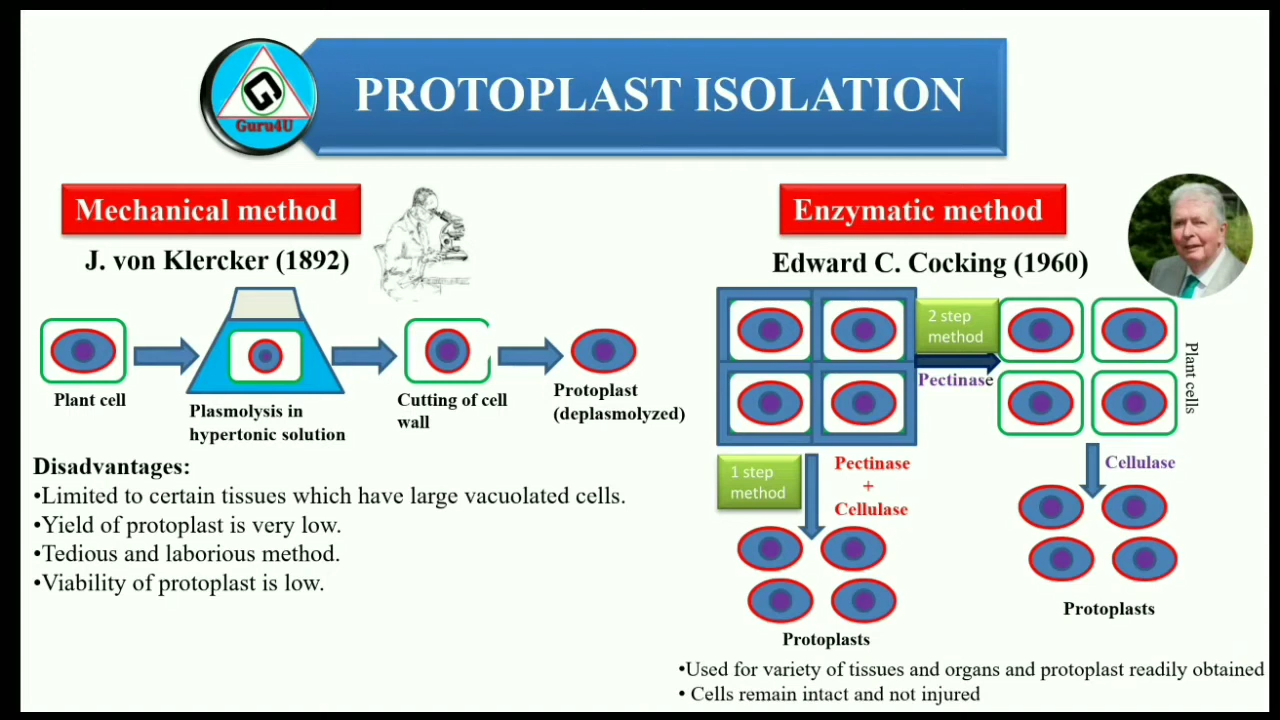 Guru4U
PROTOPLAST ISOLATION
Mechanical method
J. von Klercker (1892)
Plant cell
Plasmolysis in
hypertonic solution
Cutting of cell
wall
Protoplast
(deplasmolyzed)
Disadvantages:
•Limited to certain tissues which have large vacuolated cells.
•Yield of protoplast is very low.
•Tedious and laborious method.
•Viability of protoplast is low.
Enzymatic method
Edward C. Cocking (1960)
2 step
method
Pectinase
Plant cells
1 step
method
Pectinase
+
Cellulase
Protoplasts
Cellulase
Protoplasts
•Used for variety of tissues and organs and protoplast readily obtained
• Cells remain intact and not injured